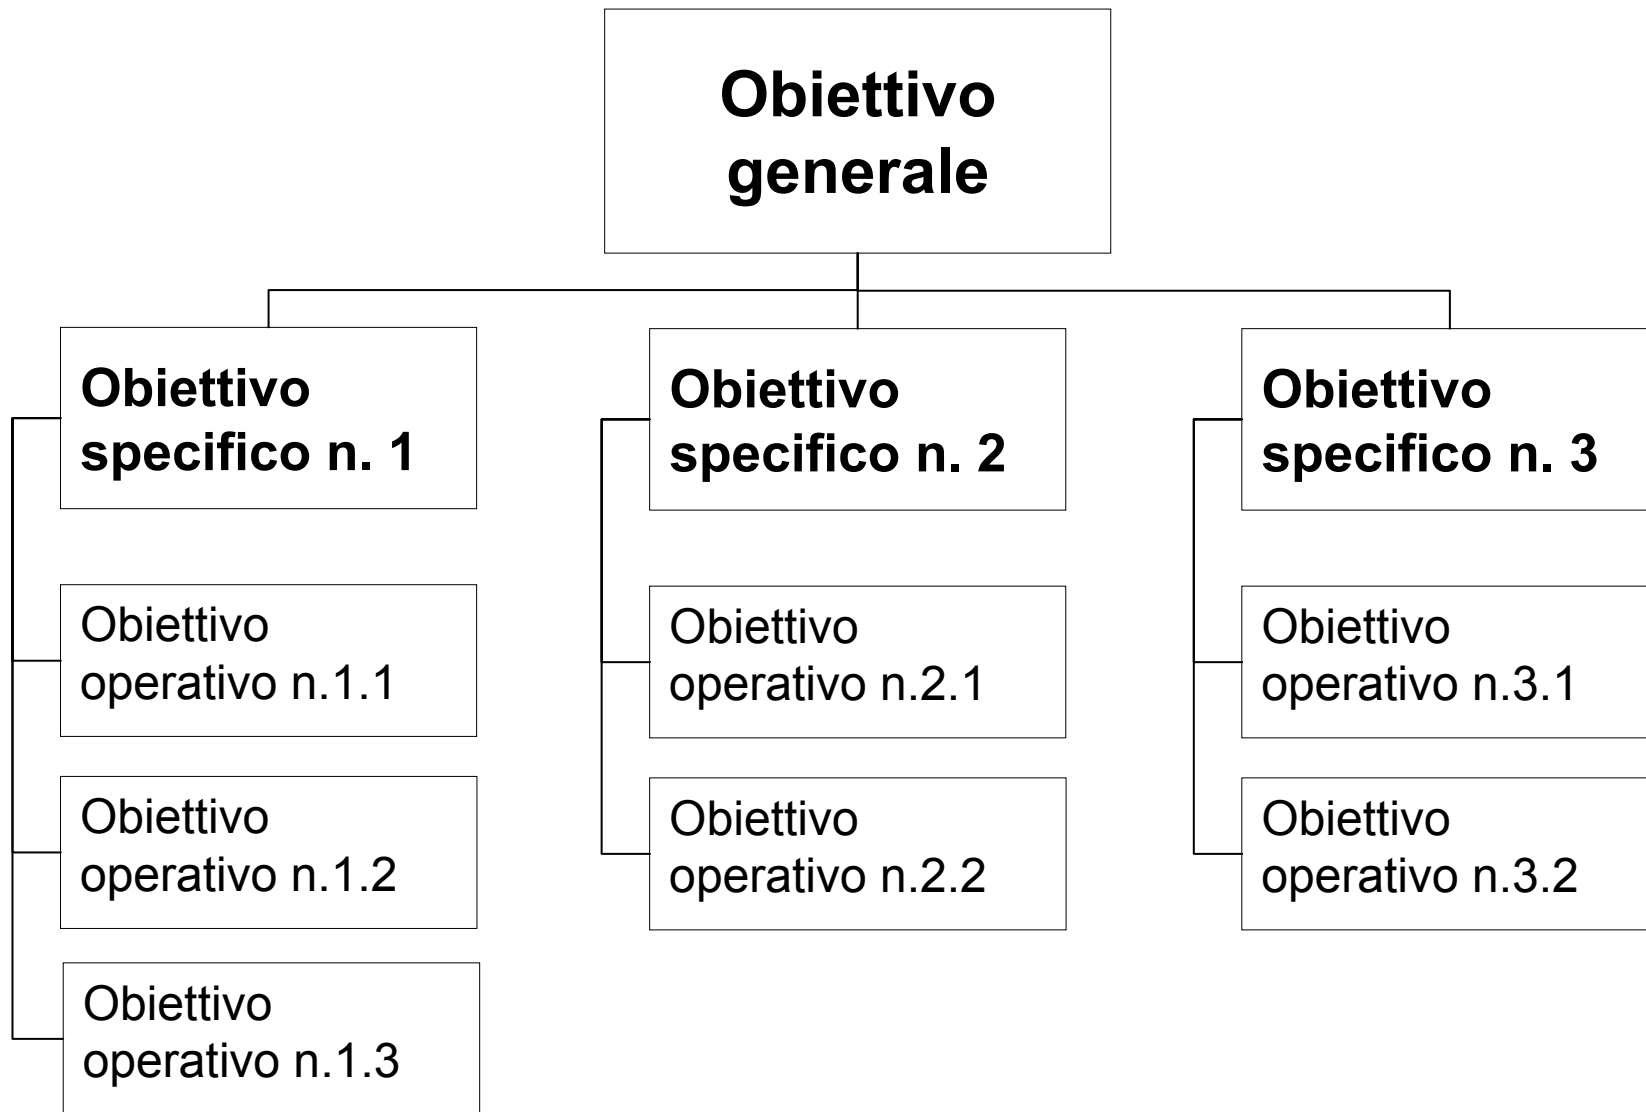 Obiettivo
generale
Obiettivo
specifico n. 1
Obiettivo
operativo n.1.1
Obiettivo
operativo n.1.2
Obiettivo
operativo n.1.3
Obiettivo
specifico n. 2
Obiettivo
operativo n.2.1
Obiettivo
operativo n.2.2
Obiettivo
specifico n. 3
Obiettivo
operativo n.3.1
Obiettivo
operativo n.3.2